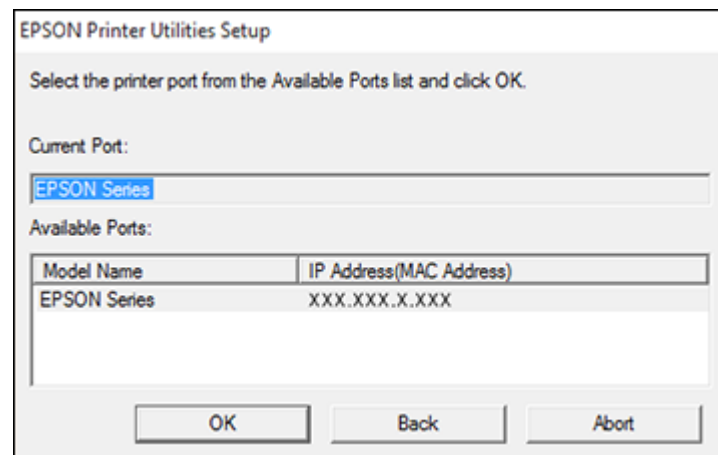 EPSON Printer Utilities Setup
Select the printer port from the Available Ports list and click OK.
Current Port:
EPSON Series
Available Ports:
Model Name IP Address(MAC Address)
EPSON Series XXX.XXX.X.XXX
OK Back Abort